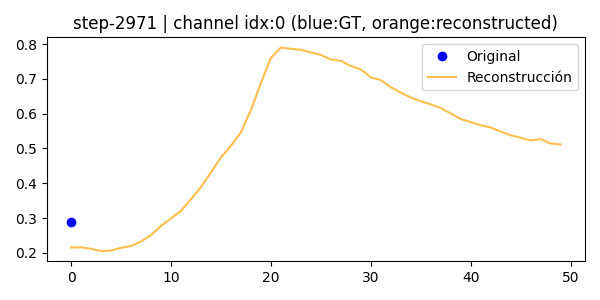 step-2971 | channel idx:0 (blue:GT, orange:reconstructed)
Original
Reconstrucción
0.8
0.7
0.6
0.5
0.4
0.3
0.2
0 10 20 30 40 50